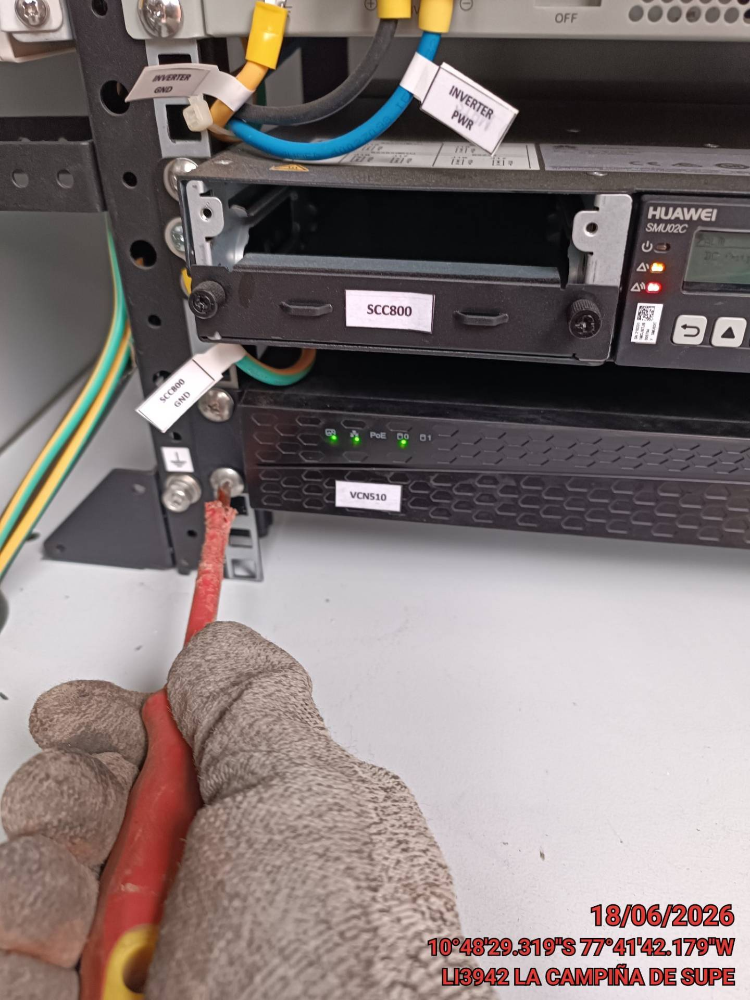 OFF
INVERTER
GND
INVERTER
PWR
HUAWEI
SMU02C
SCC800
SCC800
GND
PoE
0
1
VCN510
18/06/2026
10°48'29.319"S 77°41'42.179"W
LI3942 LA CAMPIÑA DE SUPE